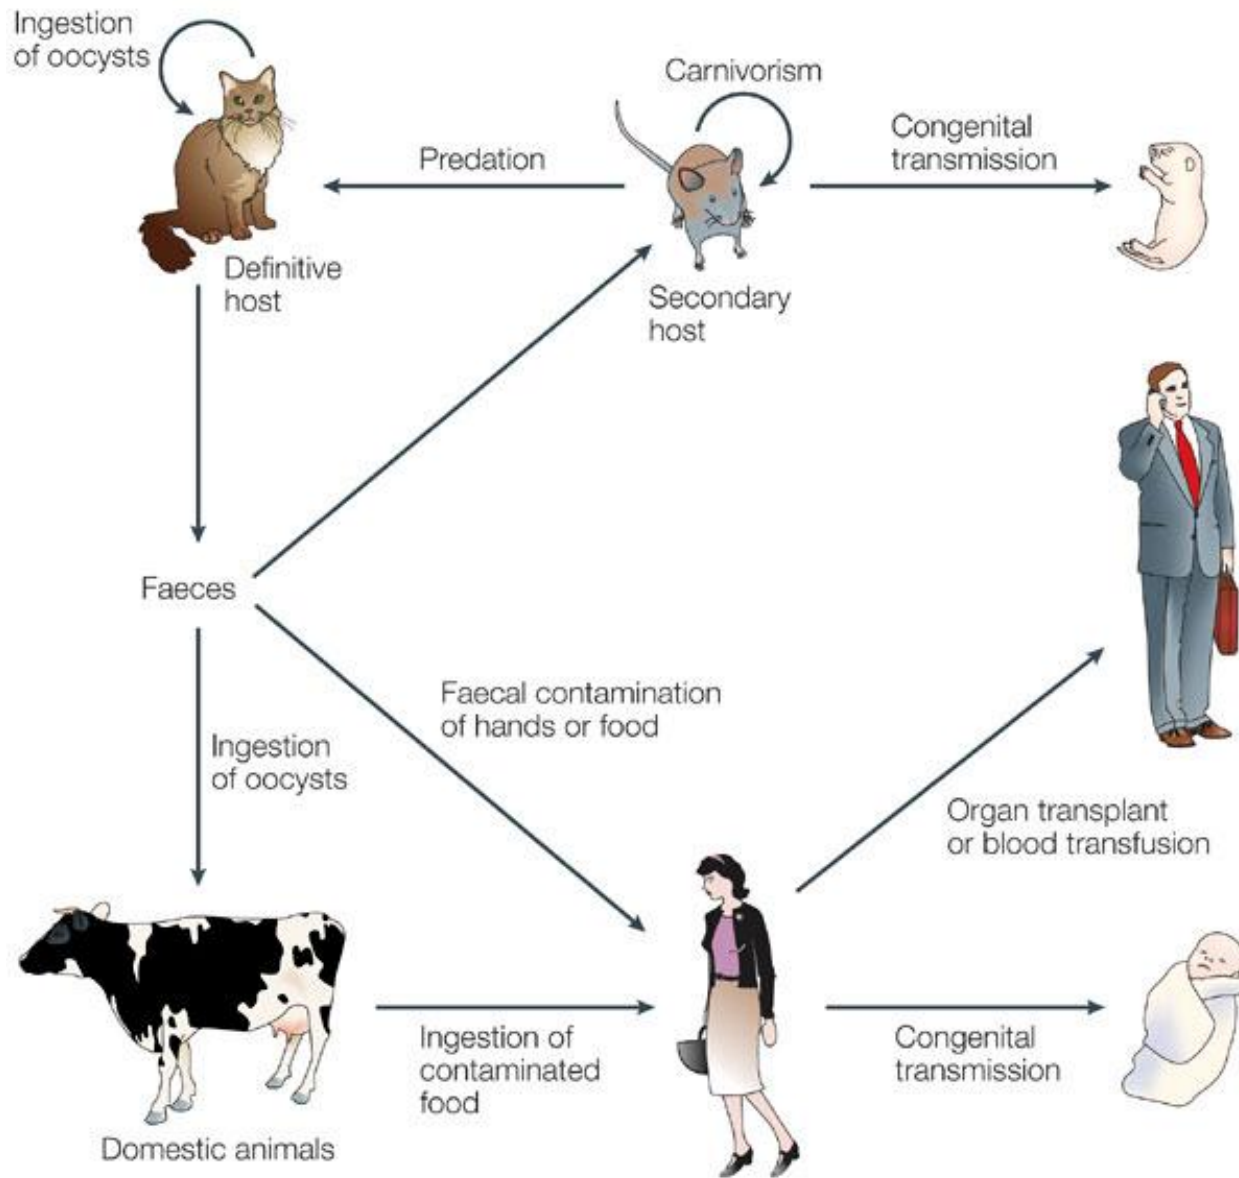 Ingestion
of oocysts
Carnivorism
Congenital
transmission
Predation
Definitive
host
Secondary
host
Faeces
Faecal contamination
of hands or food
Ingestion
of oocysts
Organ transplant
or blood transfusion
Ingestion of
contaminated
food
Congenital
transmission
Domestic animals